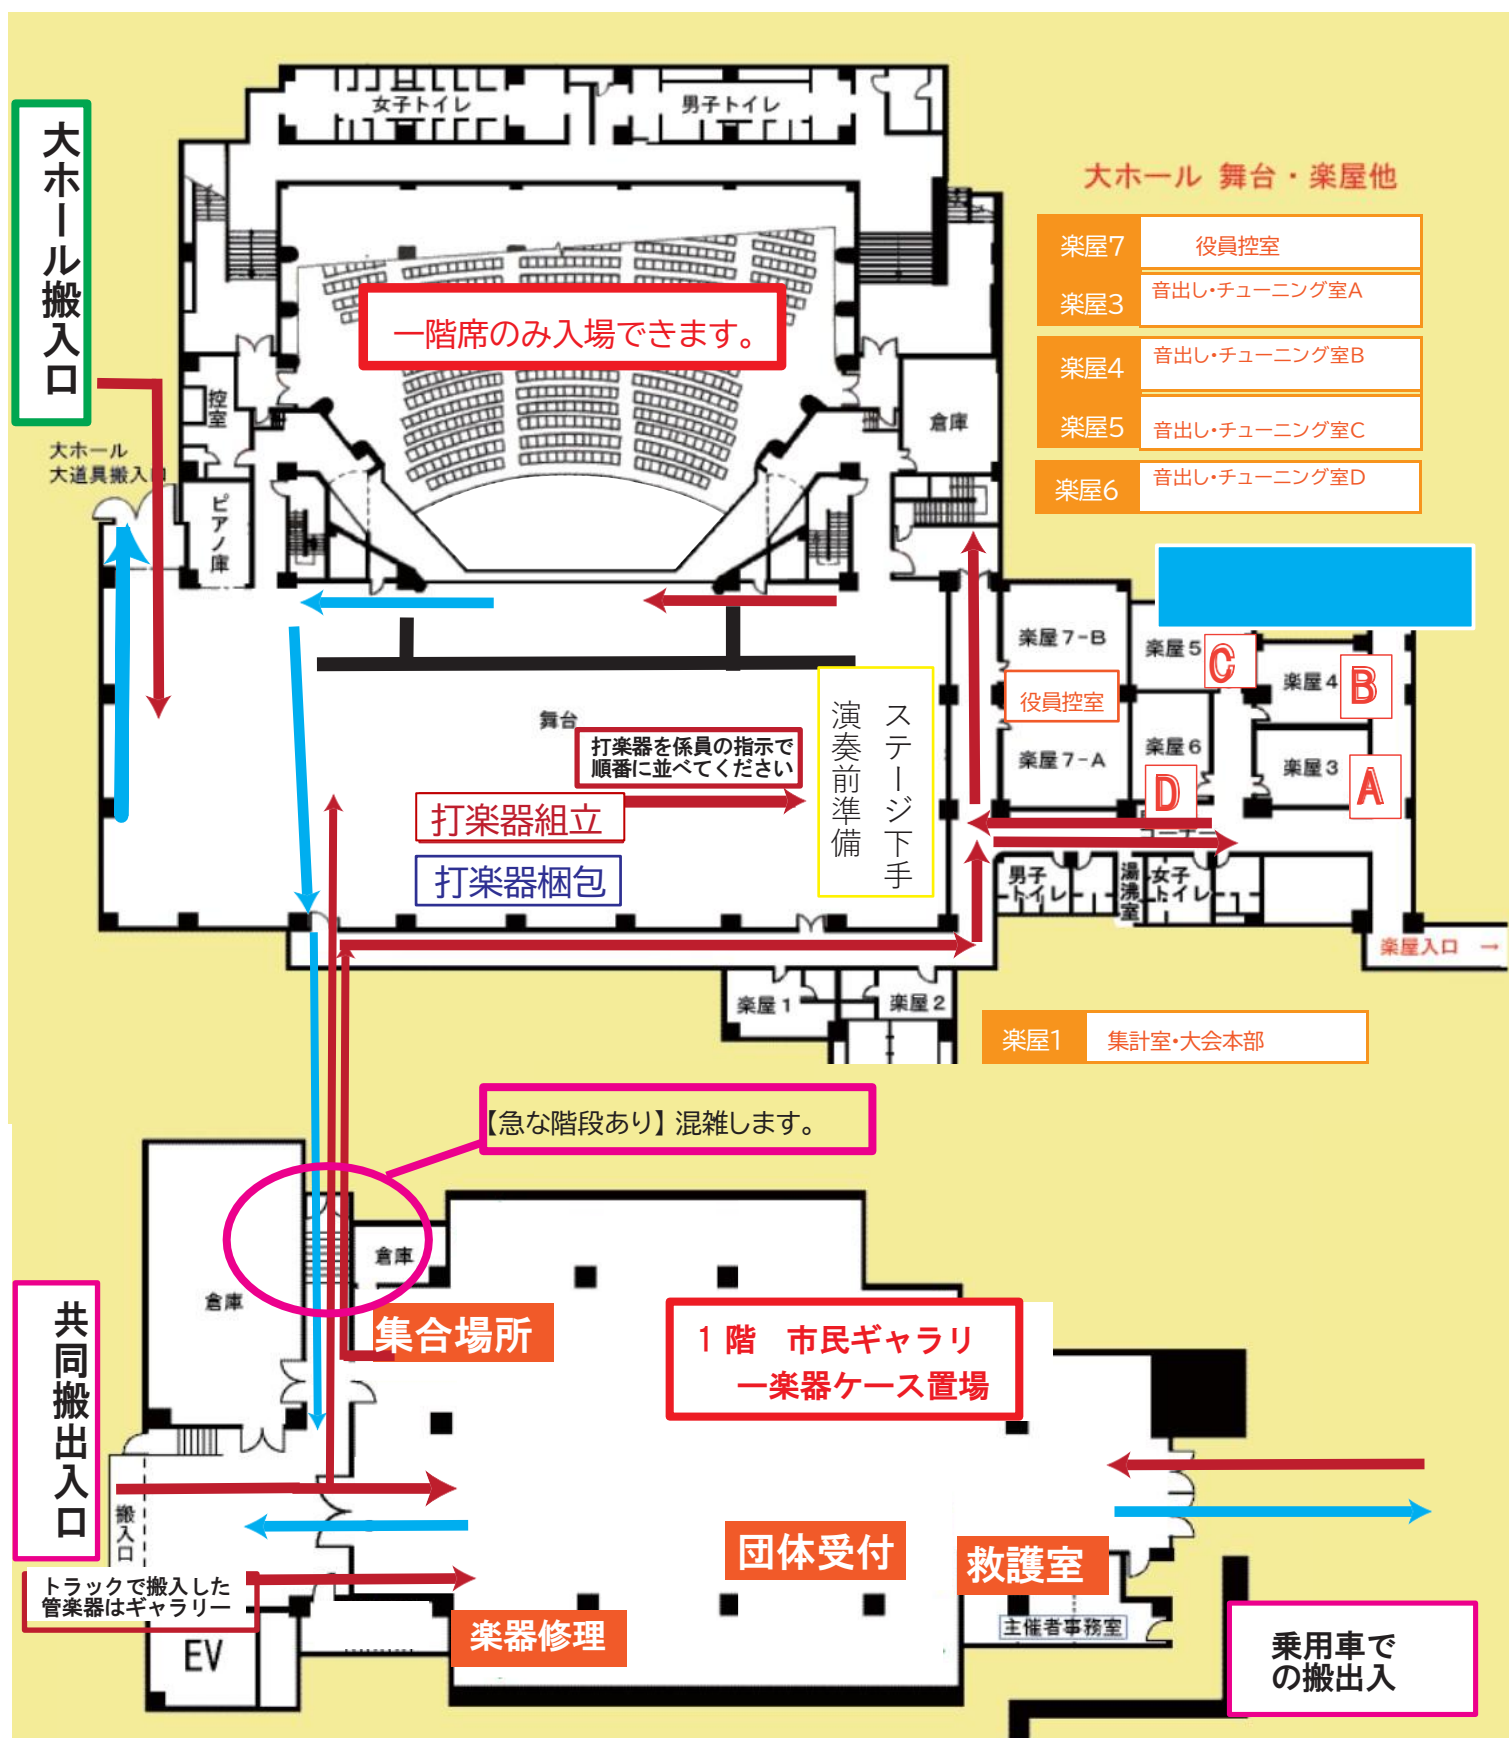 女子トイレ
男子トイレ
大ホール搬入口
大ホール 舞台・楽屋他
楽屋7
役員控室
楽屋3
音出し・チューニング室A
楽屋4
音出し・チューニング室B
楽屋5
音出し・チューニング室C
楽屋6
音出し・チューニング室D
一階席のみ入場できます。
控室
倉庫
大ホール
大道具搬入口
ピアノ庫
楽屋7-B
楽屋5
C
楽屋4
B
役員控室
舞台
打楽器を係員の指示で
順番に並べてください
ステージ下手
演奏前準備
楽屋7-A
楽屋6
D
楽屋3
A
打楽器組立
打楽器梱包
コーナー
男子
トイレ
湯沸室
女子
トイレ
楽屋入口 →
楽屋1
楽屋2
楽屋1
集計室・大会本部
【急な階段あり】混雑します。
倉庫
倉庫
集合場所
共同搬出入口
1階 市民ギャラリ
ー楽器ケース置場
搬入口
団体受付
救護室
トラックで搬入した
管楽器はギャラリー
楽器修理
主催者事務室
EV
乗用車で
の搬出入